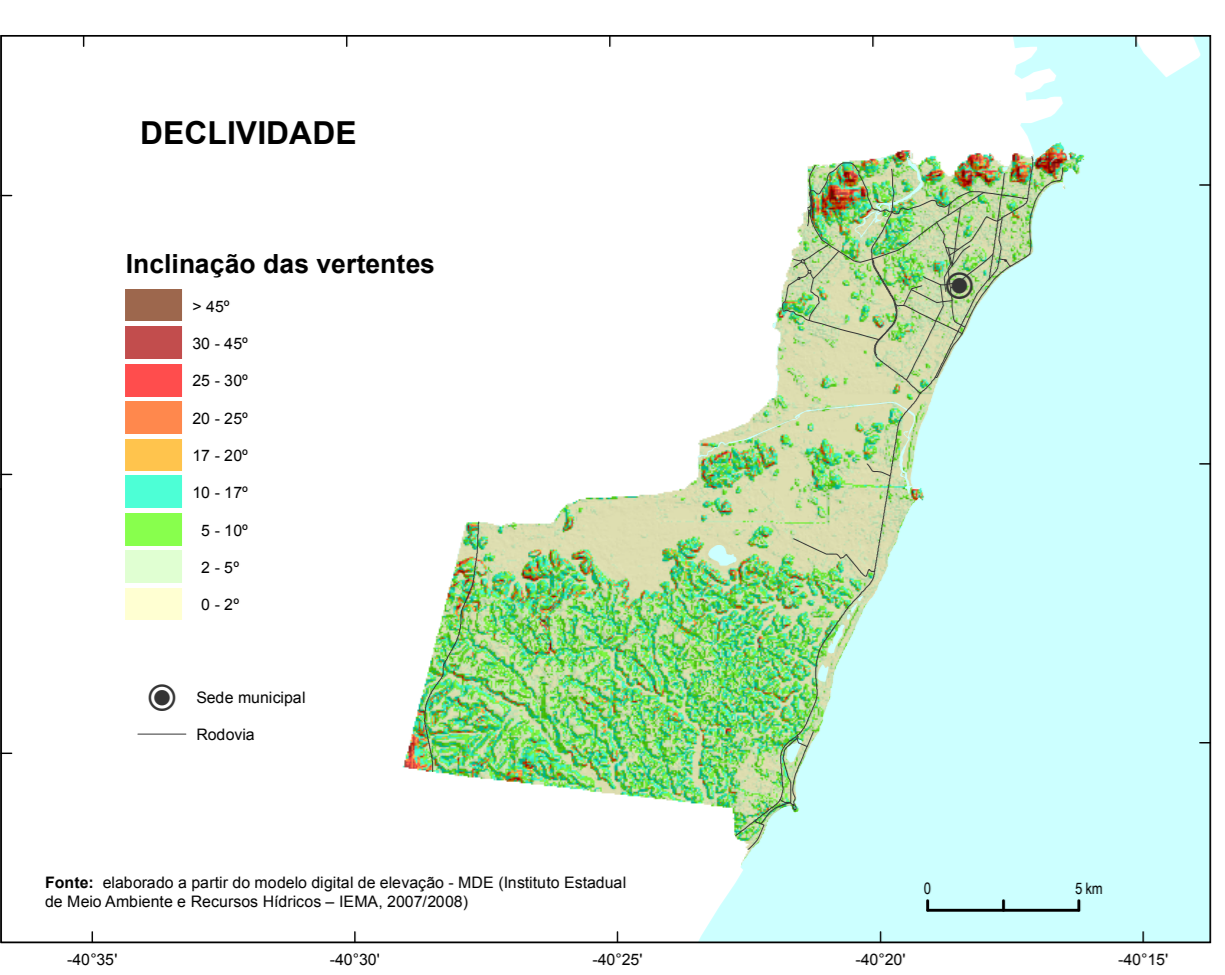 DECLIVIDADE
Inclinação das vertentes
> 45º
30 - 45º
25 - 30º
20 - 25º
17 - 20º
10 - 17º
5 - 10º
2 - 5º
0 - 2º
Sede municipal
Rodovia
Fonte: elaborado a partir do modelo digital de elevação - MDE (Instituto Estadual
de Meio Ambiente e Recursos Hídricos – IEMA, 2007/2008)
0 5 km
-40°35' -40°30' -40°25' -40°20' -40°15'